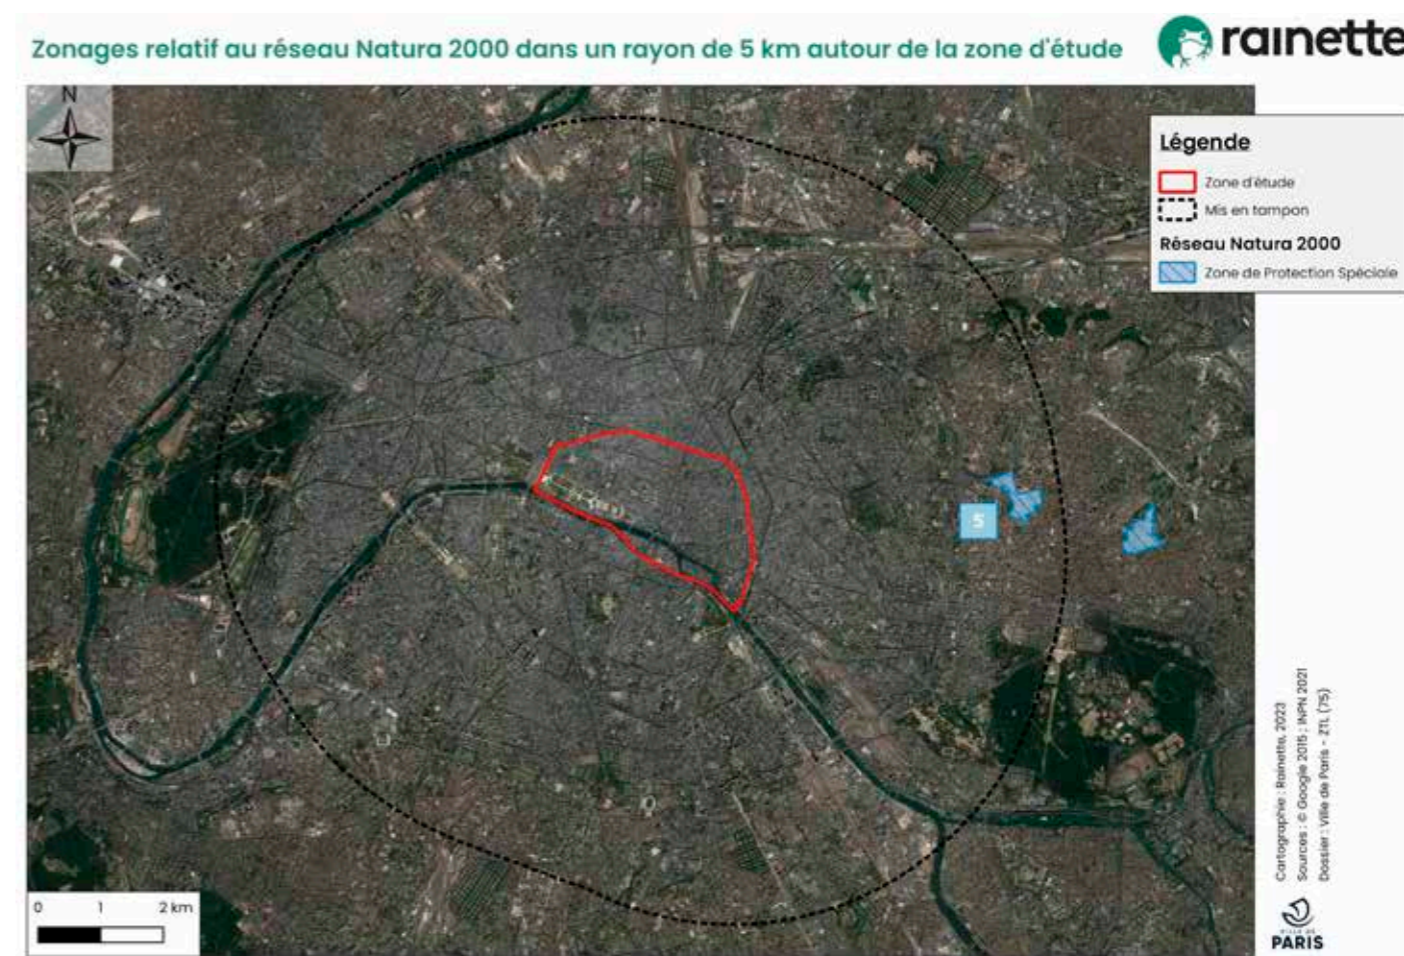 Zonages relatif au réseau Natura 2000 dans un rayon de 5 km autour de la zone d'étude
rainette
N
Légende
Zone d'étude
Mis en tampon
Réseau Natura 2000
Zone de Protection Spéciale
5
Cartographie : Rainette, 2023
Sources : © Google 2015 ; INPN 2021
Dossier : Ville de Paris - ZTL (75)
0 1 2 km
VILLE DE
PARIS